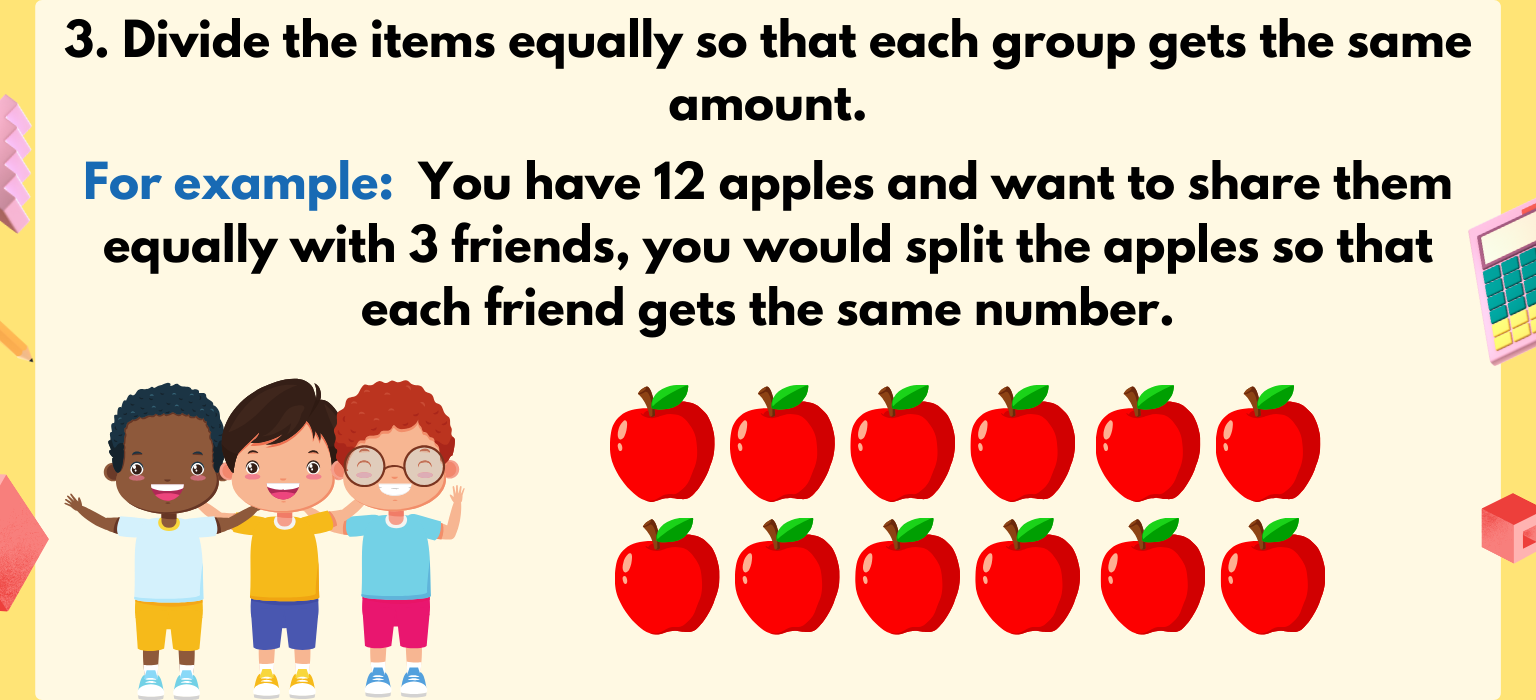 3. Divide the items equally so that each group gets the same
amount.
For example: You have 12 apples and want to share them
equally with 3 friends, you would split the apples so that
each friend gets the same number.